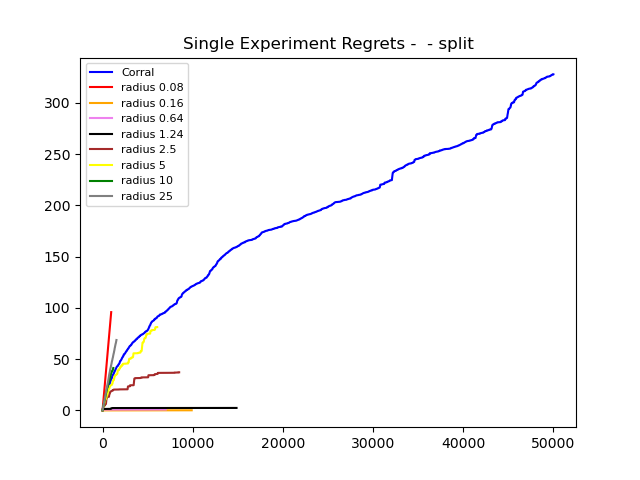 Single Experiment Regrets -  - split
Corral
radius 0.08
radius 0.16
radius 0.64
radius 1.24
radius 2.5
radius 5
radius 10
radius 25
300
250
200
150
100
50
0
0 10000 20000 30000 40000 50000